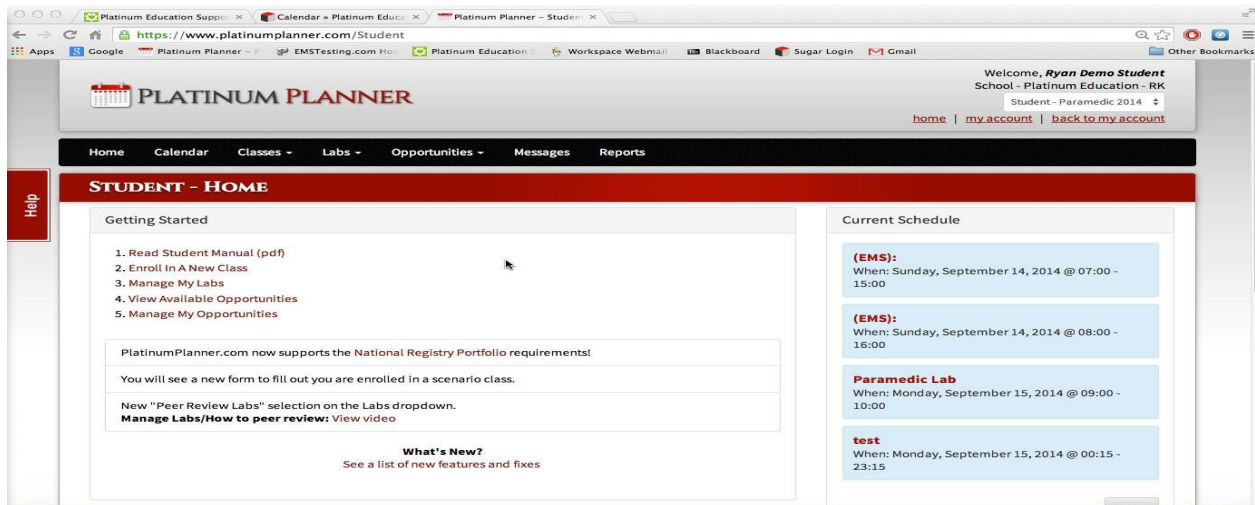 Platinum Education Suppo
Calendar » Platinum Educa
Platinum Planner – Studen
https://www.platinumplanner.com/Student
Apps Google Platinum Planner – EMSTesting.com Ho Platinum Education Workspace Webmail Blackboard Sugar Login Gmail Other Bookmarks
PLATINUM PLANNER
Welcome, Ryan Demo Student
School - Platinum Education - RK
Student - Paramedic 2014
home | my account | back to my account
Home Calendar Classes Labs Opportunities Messages Reports
Help
STUDENT - HOME
Getting Started
1. Read Student Manual (pdf)
2. Enroll In A New Class
3. Manage My Labs
4. View Available Opportunities
5. Manage My Opportunities
PlatinumPlanner.com now supports the National Registry Portfolio requirements!
You will see a new form to fill out you are enrolled in a scenario class.
New "Peer Review Labs" selection on the Labs dropdown.
Manage Labs/How to peer review: View video
What's New?
See a list of new features and fixes
Current Schedule
(EMS):
When: Sunday, September 14, 2014 @ 07:00 -
15:00
(EMS):
When: Sunday, September 14, 2014 @ 08:00 -
16:00
Paramedic Lab
When: Monday, September 15, 2014 @ 09:00 -
10:00
test
When: Monday, September 15, 2014 @ 00:15 -
23:15